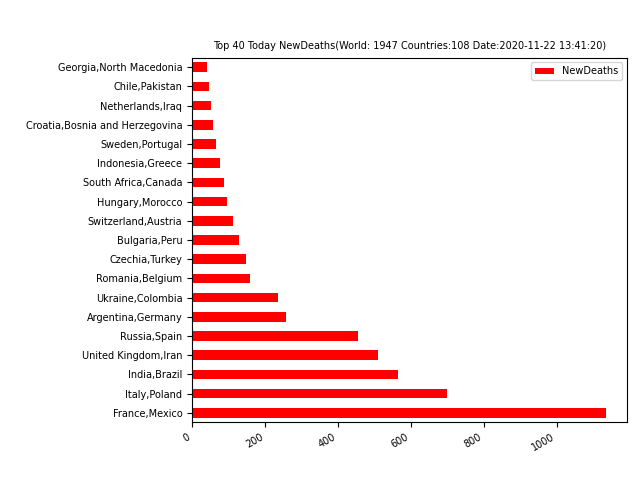 Top 40 Today NewDeaths(World: 1947 Countries:108 Date:2020-11-22 13:41:20)
NewDeaths
Georgia,North Macedonia
Chile,Pakistan
Netherlands,Iraq
Croatia,Bosnia and Herzegovina
Sweden,Portugal
Indonesia,Greece
South Africa,Canada
Hungary,Morocco
Switzerland,Austria
Bulgaria,Peru
Czechia,Turkey
Romania,Belgium
Ukraine,Colombia
Argentina,Germany
Russia,Spain
United Kingdom,Iran
India,Brazil
Italy,Poland
France,Mexico
0 200 400 600 800 1000